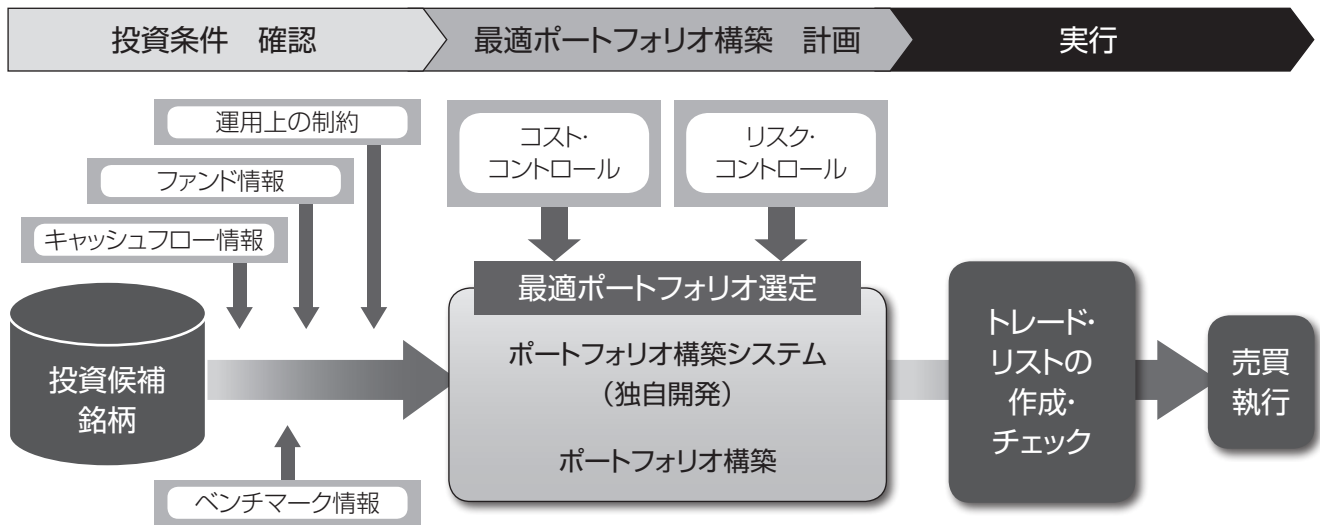 投資条件　確認
最適ポートフォリオ構築　計画
実行
運用上の制約
ファンド情報
キャッシュフロー情報
投資候補
銘柄
ベンチマーク情報
コスト・
コントロール
リスク・
コントロール
最適ポートフォリオ選定
ポートフォリオ構築システム
（独自開発）
ポートフォリオ構築
トレード・
リストの
作成・
チェック
売買
執行